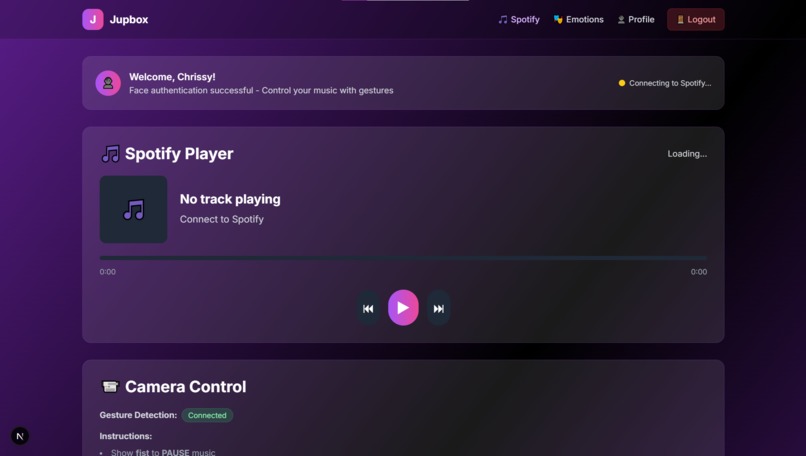 J Jupbox
Spotify Emotions Profile Logout
Welcome, Chrissy!
Face authentication successful - Control your music with gestures
Connecting to Spotify...
Spotify Player
Loading...
No track playing
Connect to Spotify
0:00 0:00
Camera Control
Gesture Detection: Connected
N
Instructions:
• Show fist to PAUSE music